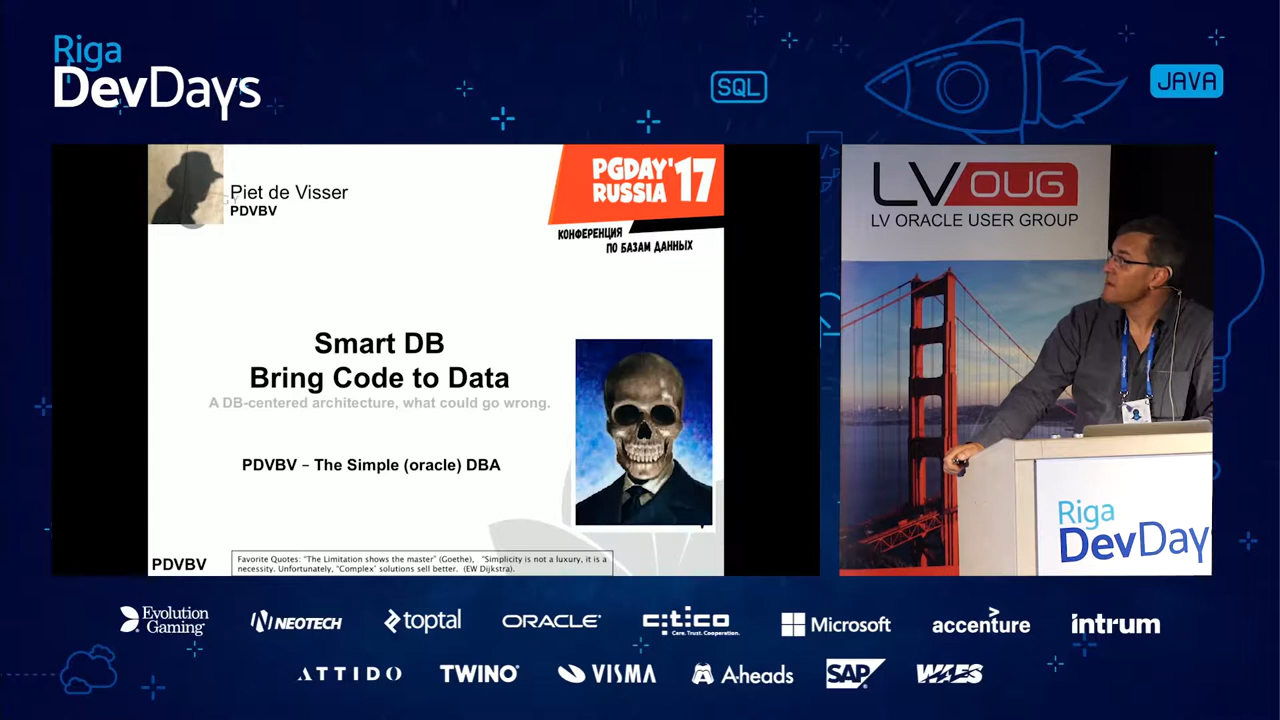 Riga
DevDays
SQL
JAVA
Piet de Visser
PDVBV
PGDAY'17
RUSSIA
КОНФЕРЕНЦИЯ
ПО БАЗАМ ДАННЫХ
Smart DB
Bring Code to Data
A DB-centered architecture, what could go wrong.
PDVBV – The Simple (oracle) DBA
PDVBV
Favorite Quotes: "The Limitation shows the master" (Goethe), "Simplicity is not a luxury, it is a
necessity. Unfortunately, "Complex" solutions sell better. (EW Dijkstra).
LVOUG
LV ORACLE USER GROUP
Riga
DevDay
Evolution
Gaming
NEOTECH
toptal
ORACLE
citico
Care. Trust. Cooperation.
Microsoft
accenture
intrum
ATTIDO
TWINO
VISMA
A-heads
SAP
WAES